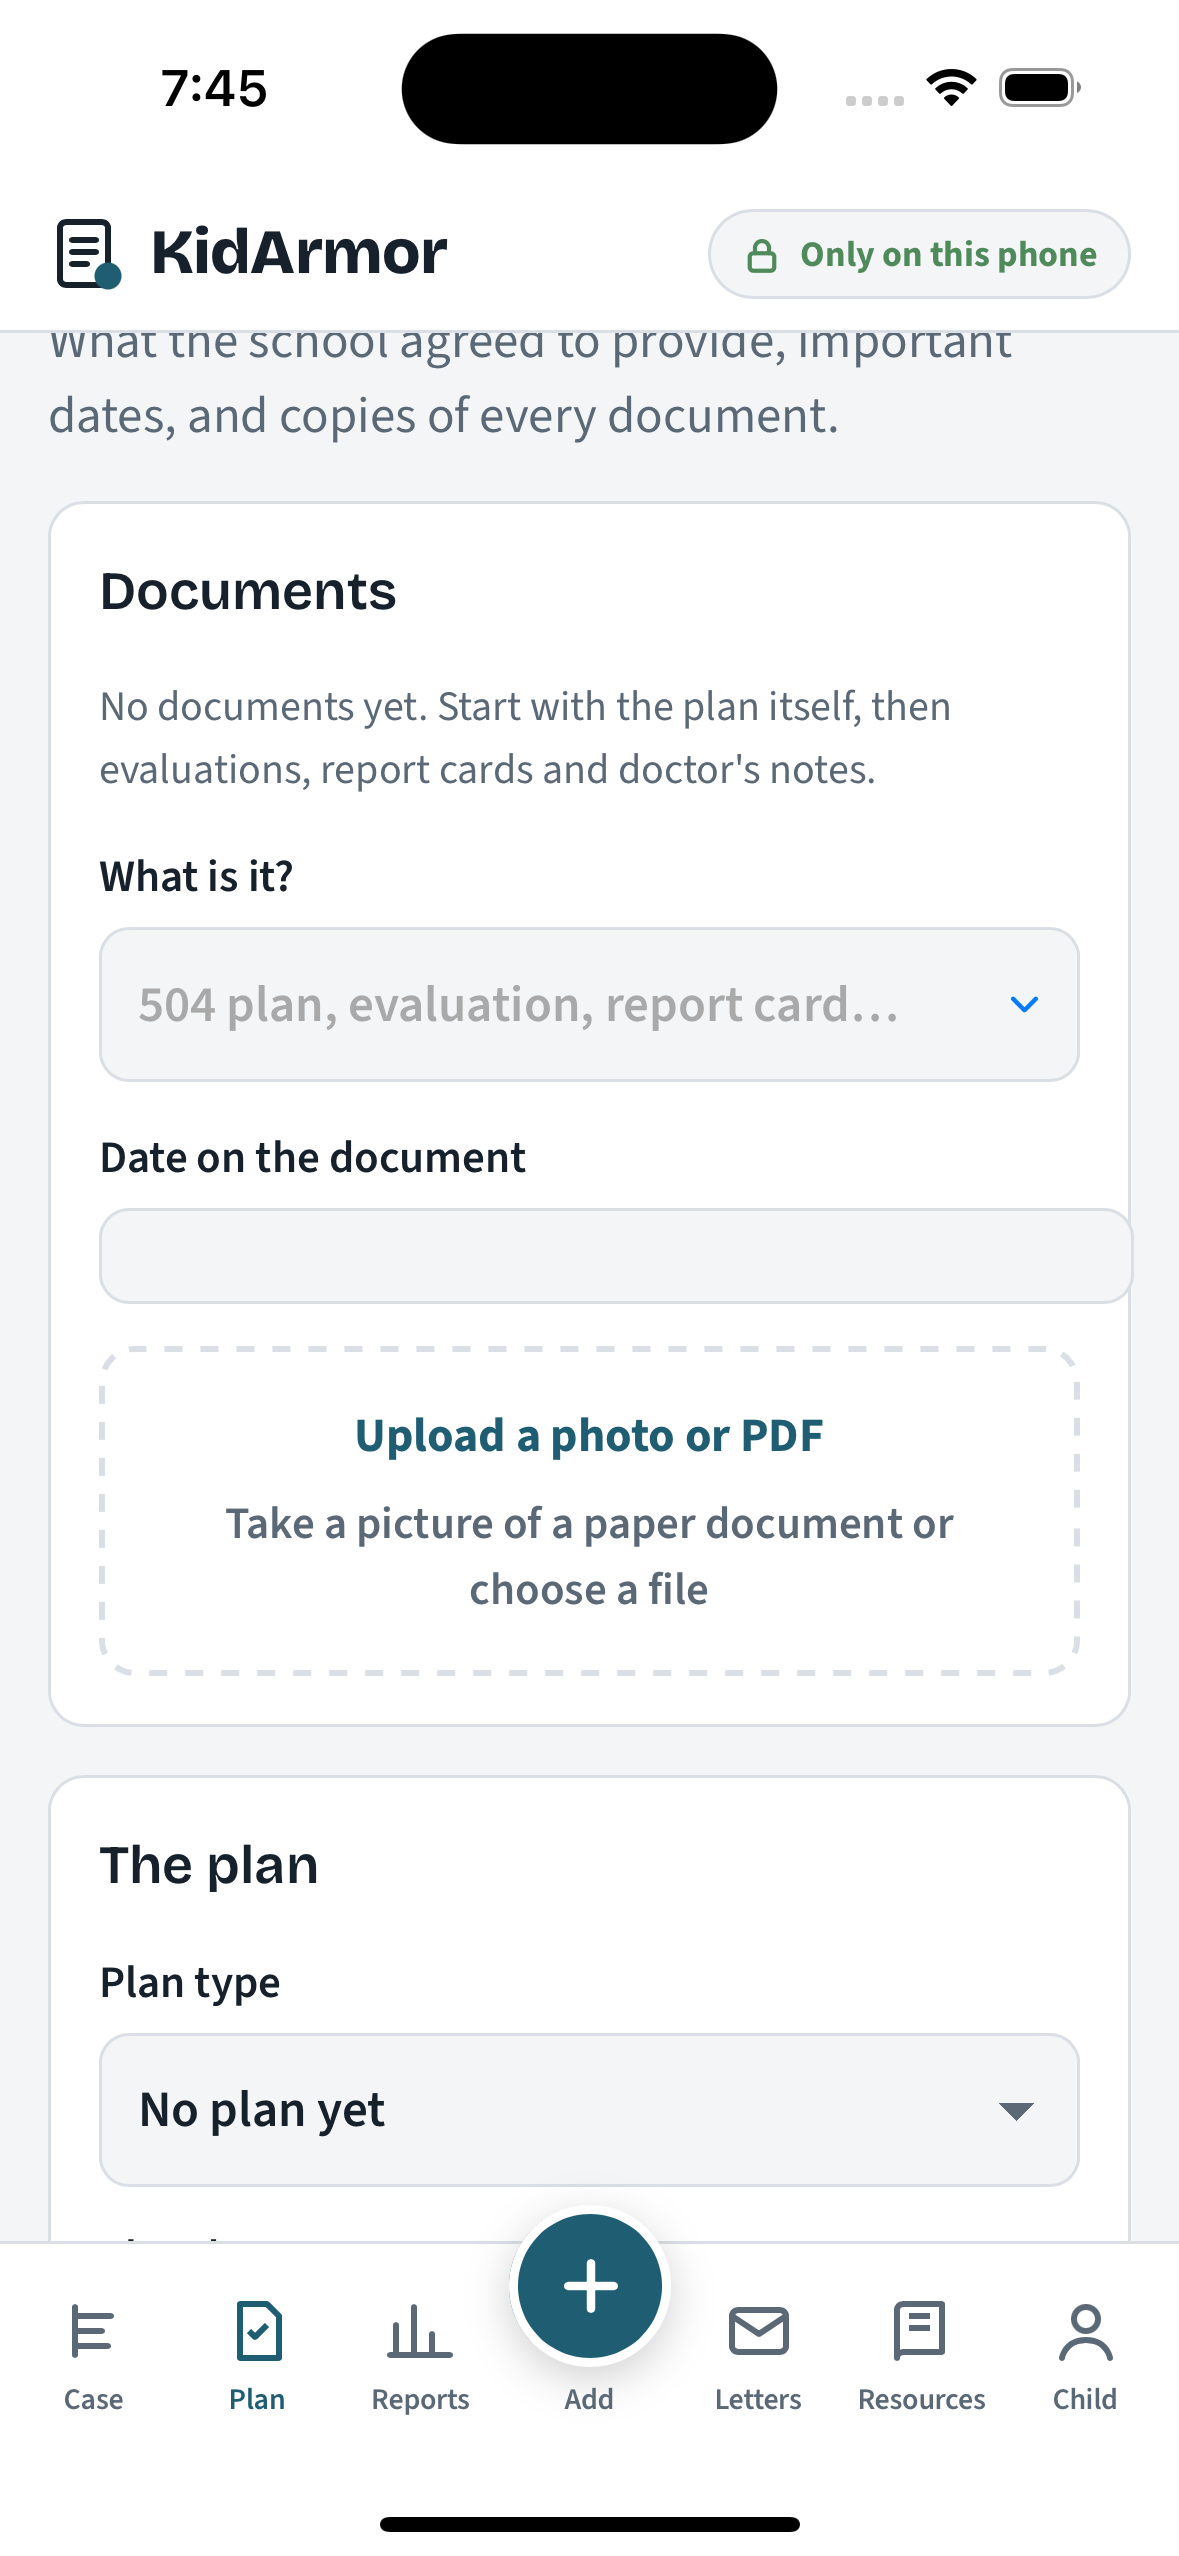 7:45
KidArmor
Only on this phone
What the school agreed to provide, important
dates, and copies of every document.
Documents
No documents yet. Start with the plan itself, then
evaluations, report cards and doctor's notes.
What is it?
504 plan, evaluation, report card...
Date on the document
Upload a photo or PDF
Take a picture of a paper document or
choose a file
The plan
Plan type
No plan yet
Case
Plan
Reports
Add
Letters
Resources
Child